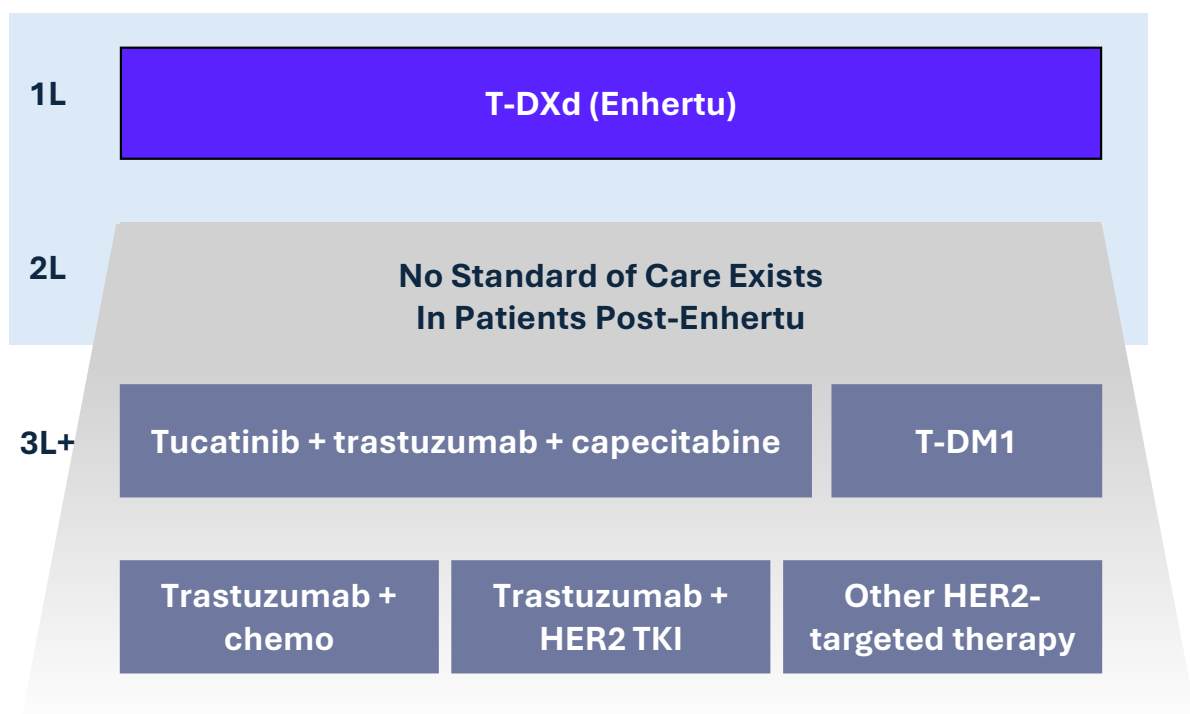 1L
T-DXd (Enhertu)
2L
No Standard of Care Exists
In Patients Post-Enhertu
3L+
Tucatinib + trastuzumab + capecitabine
T-DM1
Trastuzumab +
chemo
Trastuzumab +
HER2 TKI
Other HER2-
targeted therapy